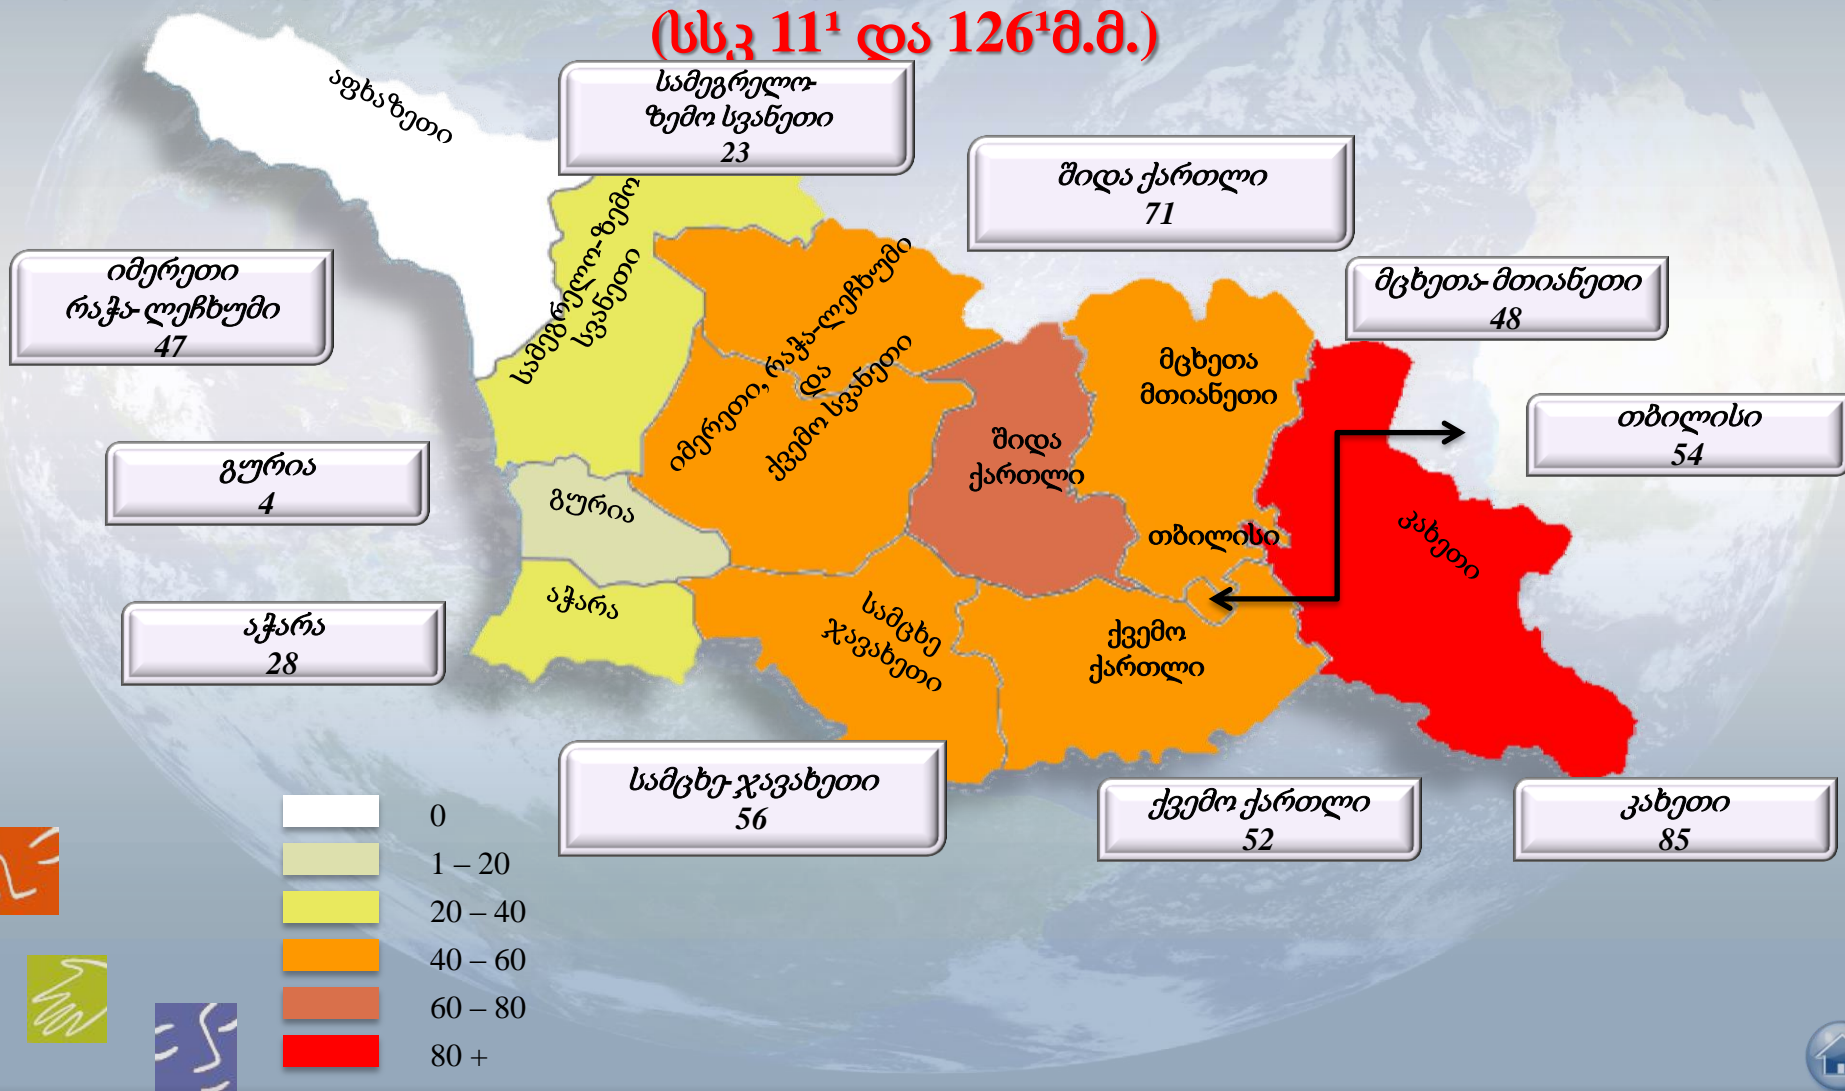 (სსკ 11¹ და 126¹მ.მ.)
აფხაზეთი
სამეგრელო-
ზემო სვანეთი
23
შიდა ქართლი
71
იმერეთი
რაჭა-ლეჩხუმი
47
მცხეთა-მთიანეთი
48
სამეგრელო-ზემო
სვანეთი
იმერეთი, რაჭა-ლეჩხუმი
და
ქვემო სვანეთი
მცხეთა
მთიანეთი
შიდა
ქართლი
თბილისი
54
გურია
4
გურია
თბილისი
კახეთი
აჭარა
28
აჭარა
სამცხე
ჯავახეთი
ქვემო
ქართლი
სამცხე-ჯავახეთი
56
ქვემო ქართლი
52
კახეთი
85
0
1 – 20
20 – 40
40 – 60
60 – 80
80 +